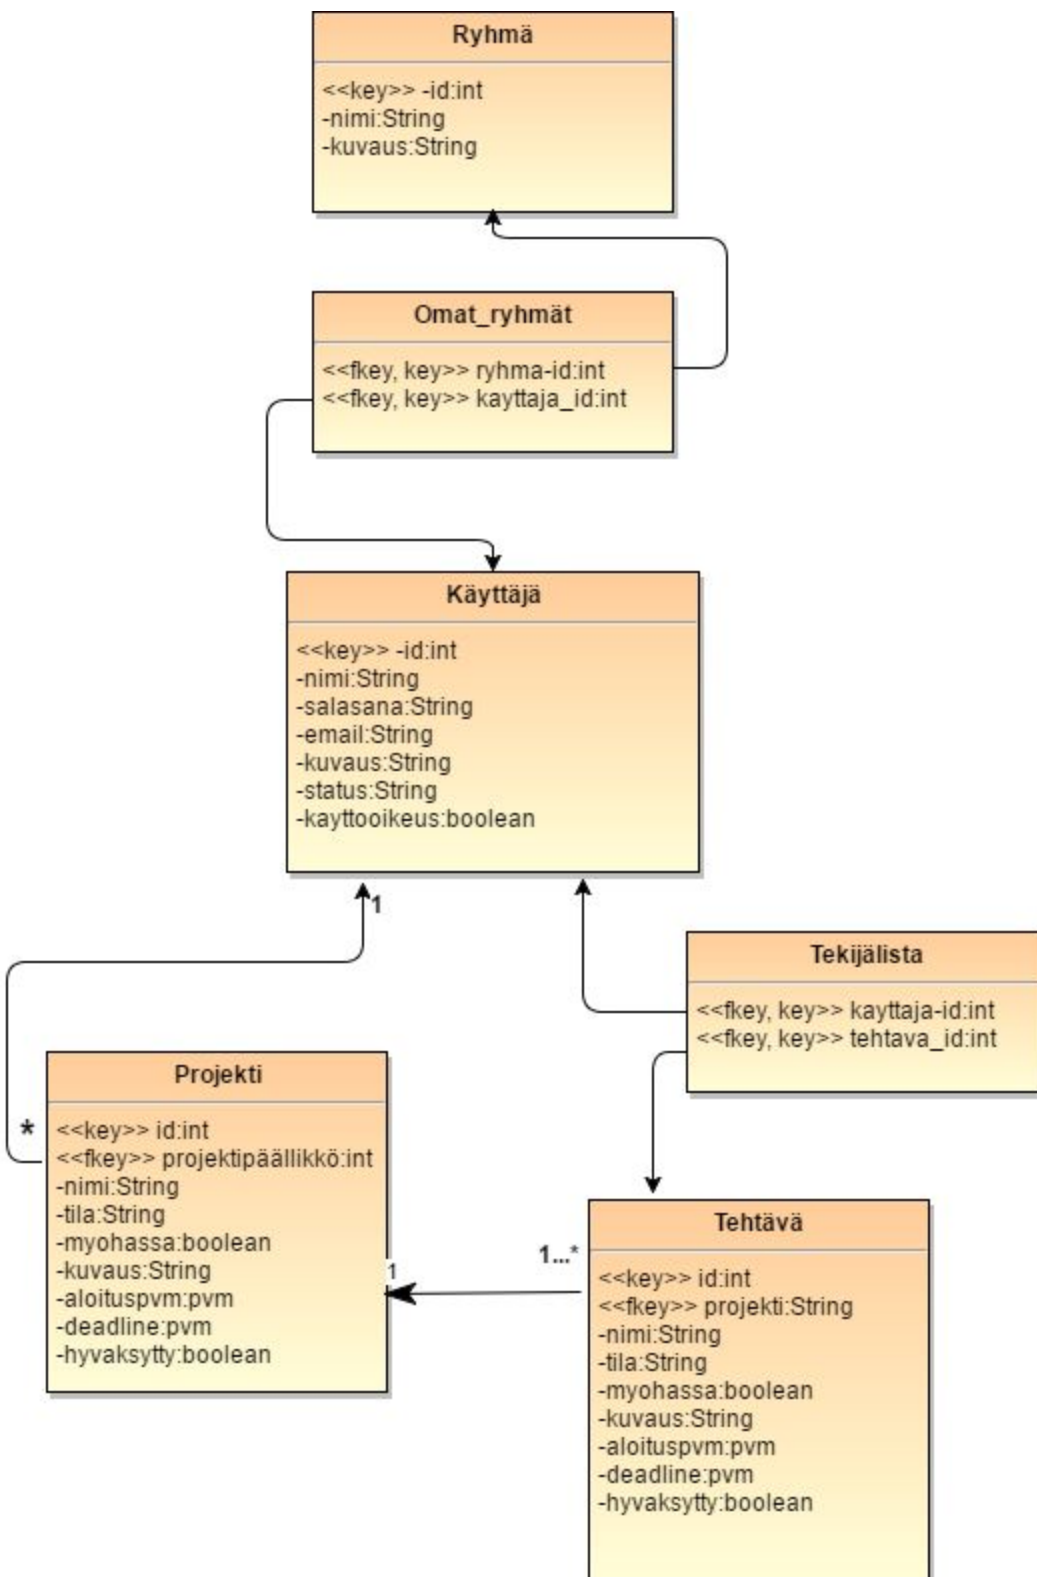 Ryhmä
<<key>> -id:int
-nimi:String
-kuvaus:String
Omat_ryhmät
<<fkey, key>> ryhma-id:int
<<fkey, key>> kayttaja_id:int
Käyttäjä
<<key>> -id:int
-nimi:String
-salasana:String
-email:String
-kuvaus:String
-status:String
-kayttooikeus:boolean
1
Tekijälista
<<fkey, key>> kayttaja-id:int
<<fkey, key>> tehtava_id:int
Projekti
*
<<key>> id:int
<<fkey>> projektipäällikkö:int
-nimi:String
-tila:String
-myohassa:boolean
-kuvaus:String
-aloituspvm:pvm
-deadline:pvm
-hyvaksytty:boolean
1
1...*
Tehtävä
<<key>> id:int
<<fkey>> projekti:String
-nimi:String
-tila:String
-myohassa:boolean
-kuvaus:String
-aloituspvm:pvm
-deadline:pvm
-hyvaksytty:boolean